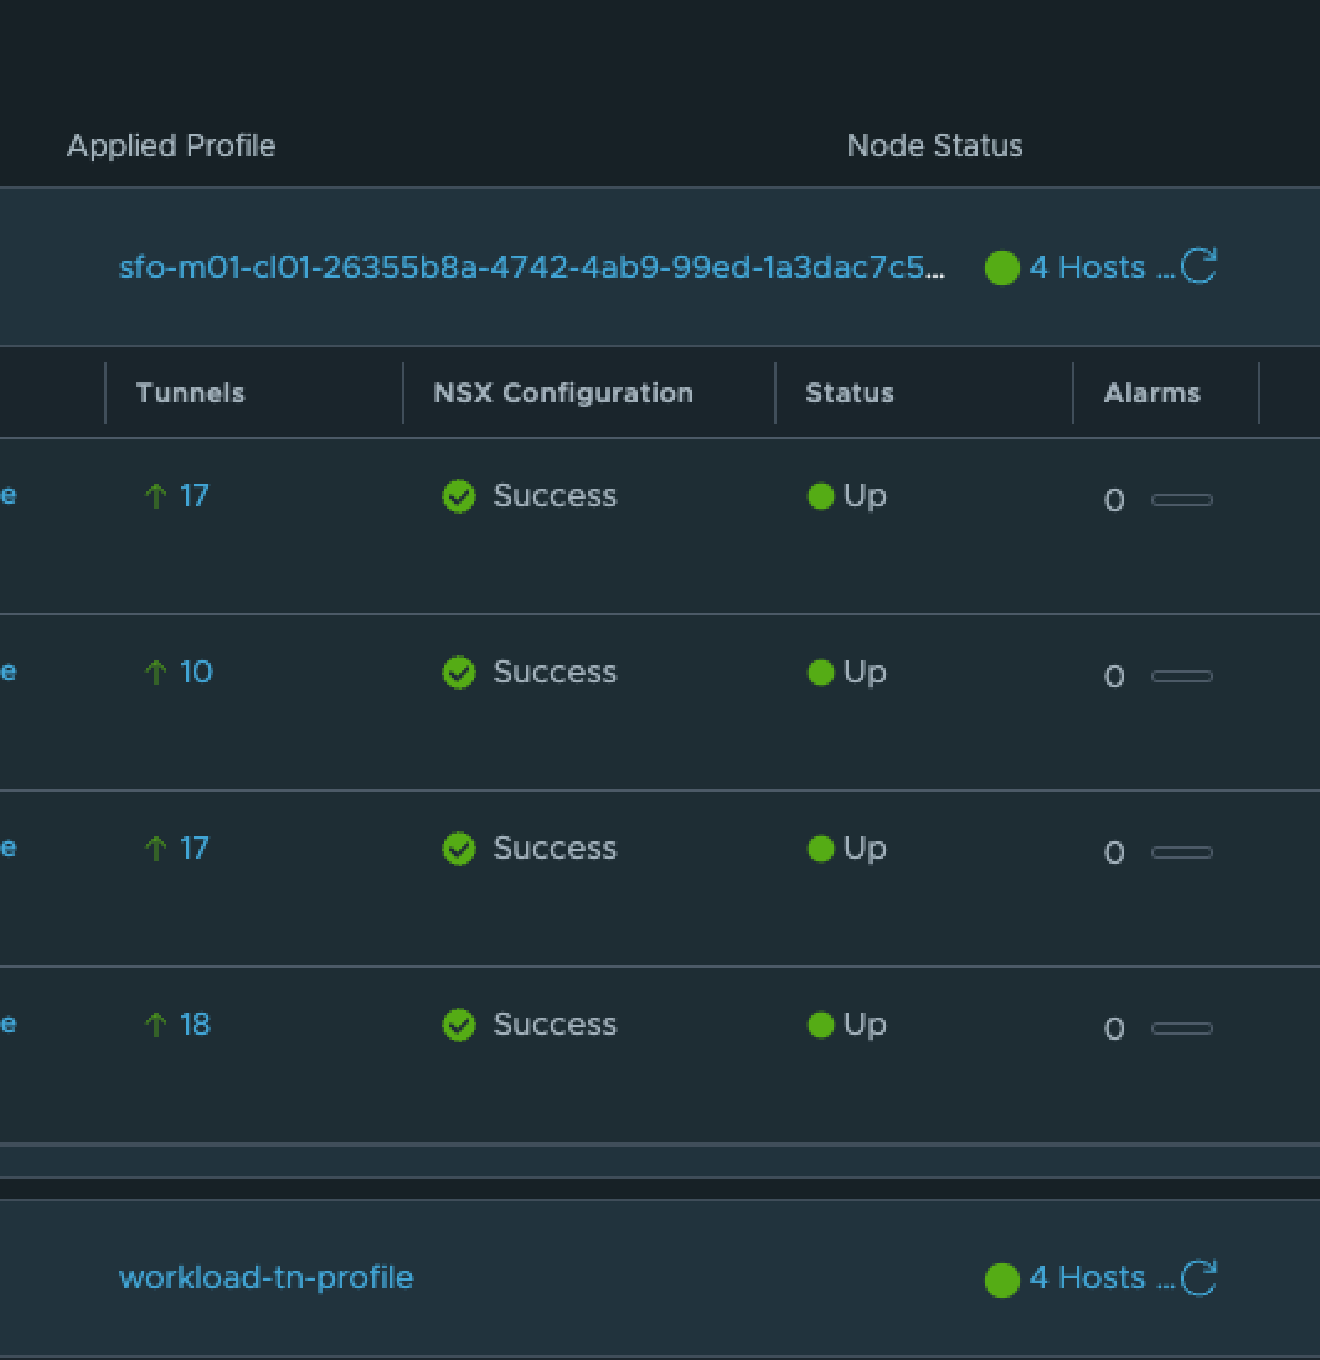 Applied Profile Node Status
sfo-m01-cl01-26355b8a-4742-4ab9-99ed-1a3dac7c5... 4 Hosts ...
Tunnels NSX Configuration Status Alarms
e 17 Success Up 0
e 10 Success Up 0
e 17 Success Up 0
e 18 Success Up 0
workload-tn-profile 4 Hosts ...